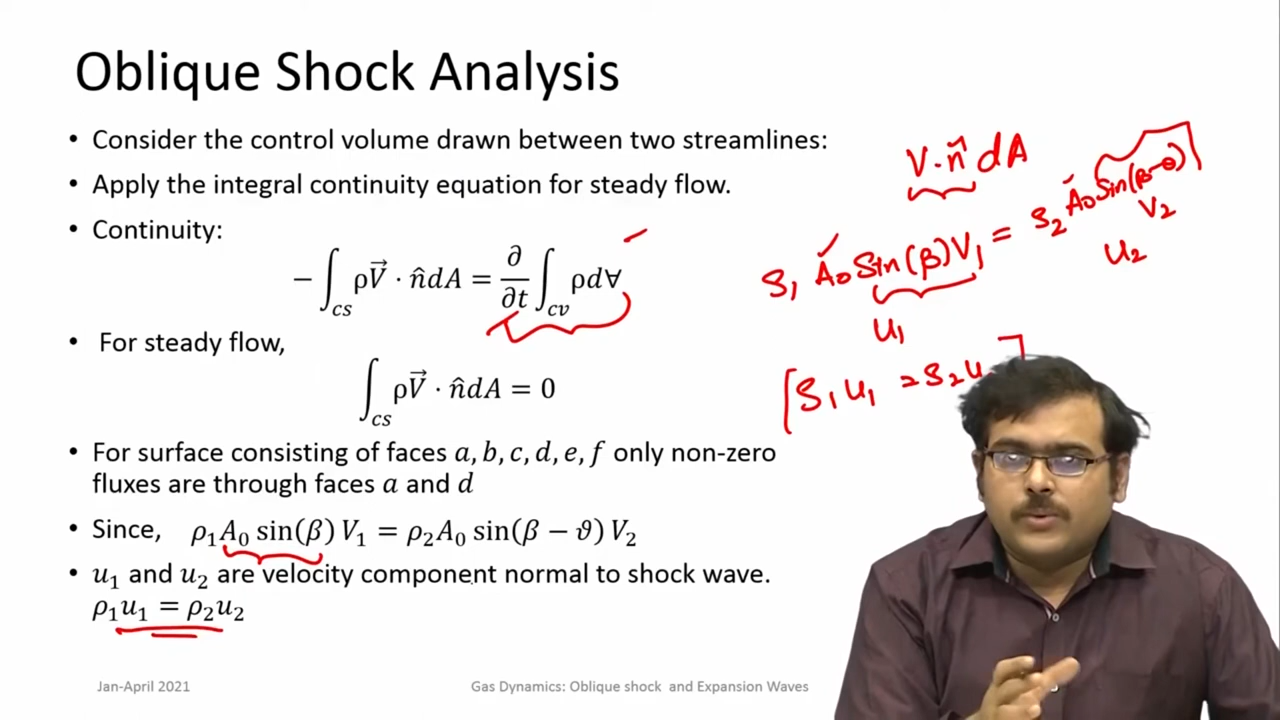 Oblique Shock Analysis
• Consider the control volume drawn between two streamlines:
• Apply the integral continuity equation for steady flow.
• Continuity:
−∫cs ρV⃗ · n̂dA = ∂/∂t ∫cv ρd∀
• For steady flow,
∫cs ρV⃗ · n̂dA = 0
• For surface consisting of faces a, b, c, d, e, f only non-zero
fluxes are through faces a and d
• Since, ρ₁A₀ sin(β) V₁ = ρ₂A₀ sin(β − ϑ) V₂
• u₁ and u₂ are velocity component normal to shock wave.
ρ₁u₁ = ρ₂u₂
V · n⃗ dA
ρ₁ A₀ Sin(β) V₁ = ρ₂ A₀ Sin(β-θ) V₂
u₁
u₂
[ρ₁ u₁ = ρ₂ u
Jan-April 2021
Gas Dynamics: Oblique shock and Expansion Waves